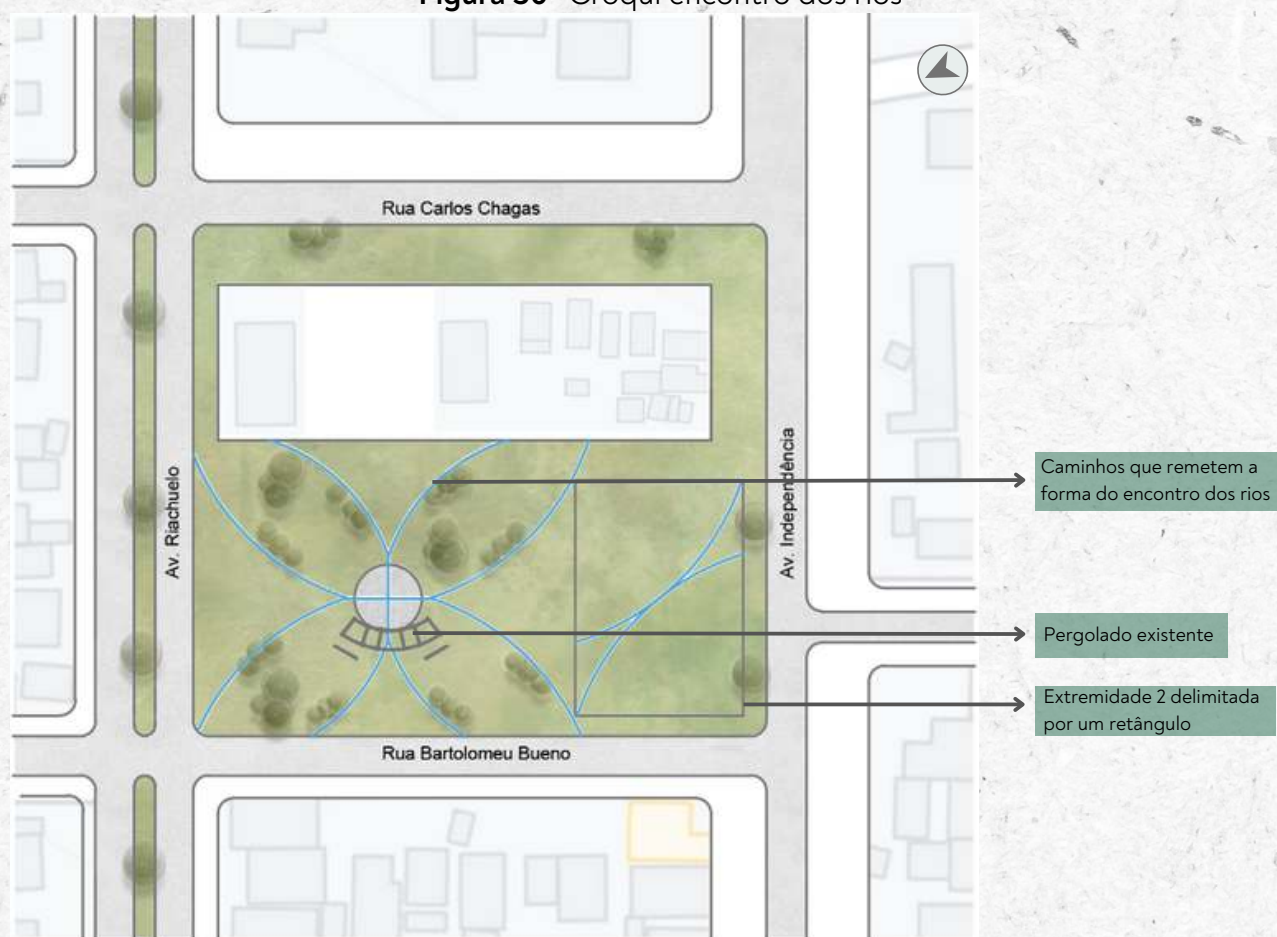 Figura 56 - Croqui encontro dos rios
Rua Carlos Chagas
Av. Riachuelo
Av. Independência
Caminhos que remetem a
forma do encontro dos rios
Pergolado existente
Extremidade 2 delimitada
por um retângulo
Rua Bartolomeu Bueno